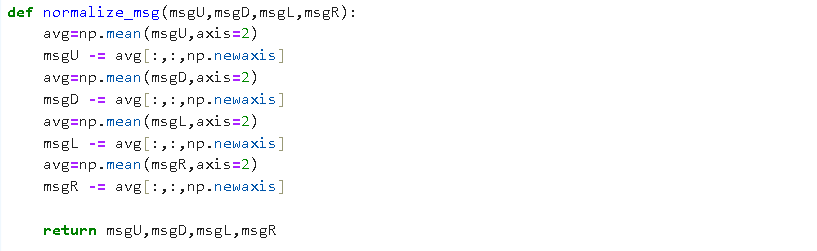 def normalize_msg(msgU,msgD,msgL,msgR):
    avg=np.mean(msgU,axis=2)
    msgU -= avg[:,:,np.newaxis]
    avg=np.mean(msgD,axis=2)
    msgD -= avg[:,:,np.newaxis]
    avg=np.mean(msgL,axis=2)
    msgL -= avg[:,:,np.newaxis]
    avg=np.mean(msgR,axis=2)
    msgR -= avg[:,:,np.newaxis]

    return msgU,msgD,msgL,msgR